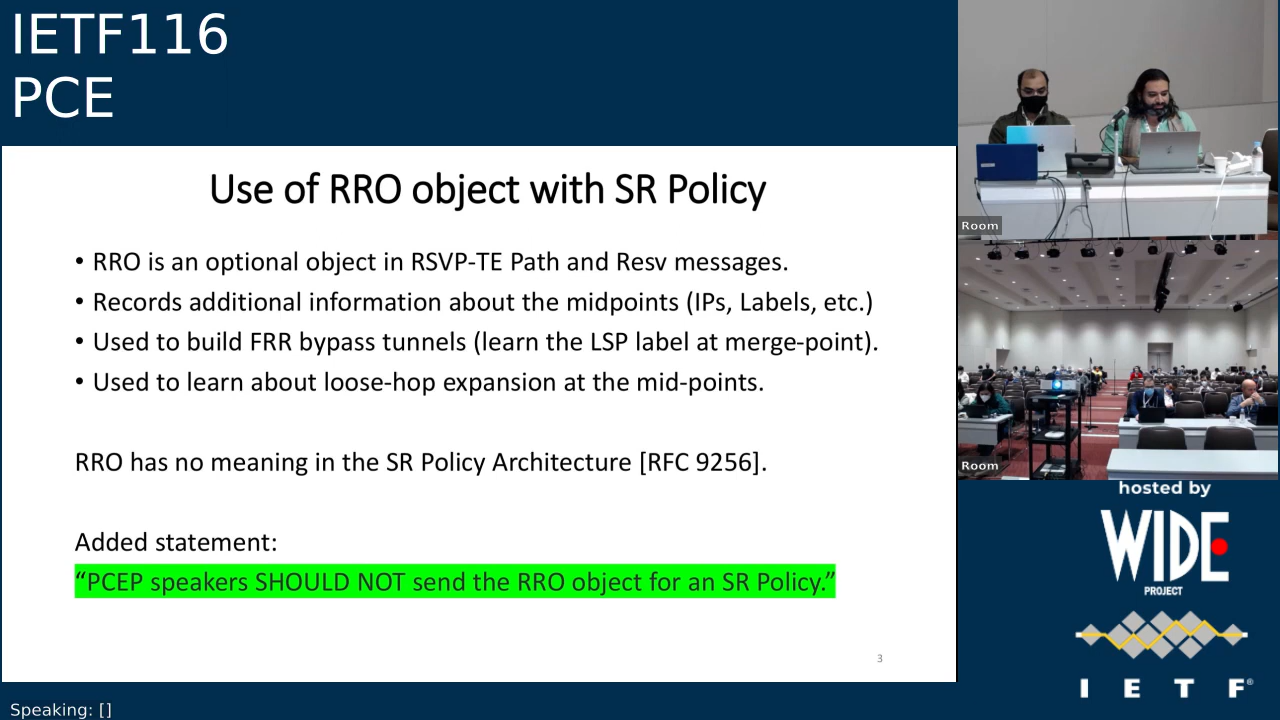 IETF116
PCE
Use of RRO object with SR Policy
• RRO is an optional object in RSVP-TE Path and Resv messages.
• Records additional information about the midpoints (IPs, Labels, etc.)
• Used to build FRR bypass tunnels (learn the LSP label at merge-point).
• Used to learn about loose-hop expansion at the mid-points.
RRO has no meaning in the SR Policy Architecture [RFC 9256].
Added statement:
“PCEP speakers SHOULD NOT send the RRO object for an SR Policy.”
3
Speaking: []
Room
Room
hosted by
WIDE
PROJECT
I E T F®